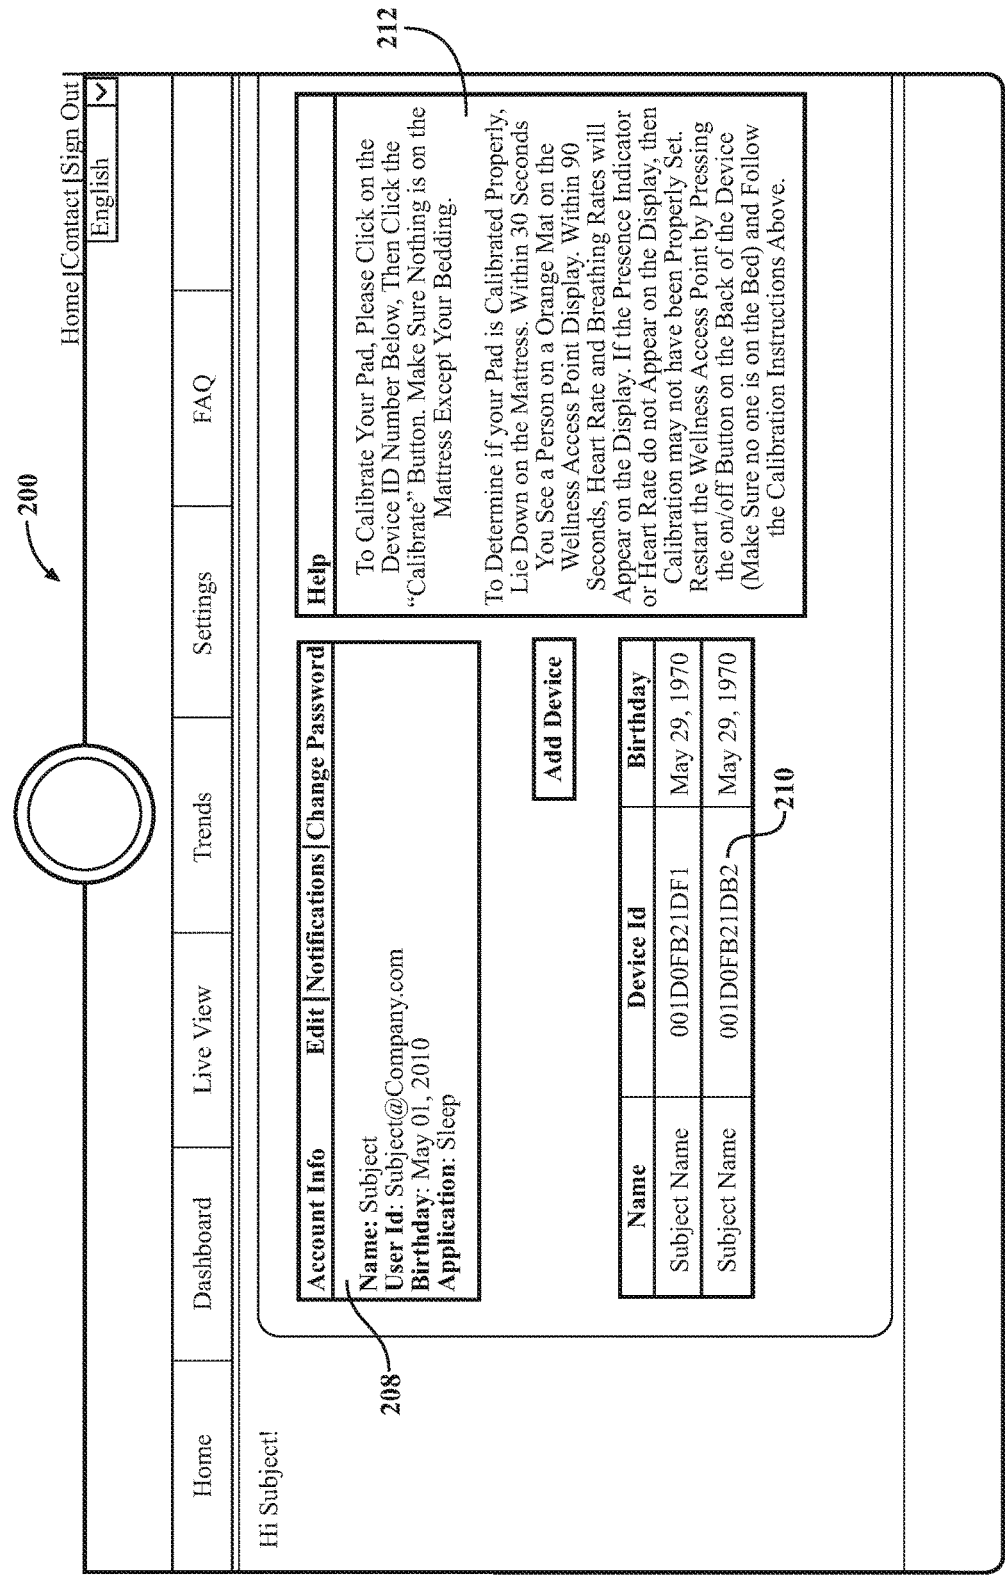 200
Home|Contact|Sign Out
English
Home Dashboard Live View Trends Settings FAQ
Hi Subject!
208
Account Info Edit|Notifications|Change Password
Name: Subject
User Id: Subject@Company.com
Birthday: May 01, 2010
Application: Sleep
Add Device
Name Device Id Birthday
Subject Name 001D0FB21DF1 May 29, 1970
Subject Name 001D0FB21DB2 May 29, 1970
210
Help
To Calibrate Your Pad, Please Click on the
Device ID Number Below, Then Click the
“Calibrate” Button. Make Sure Nothing is on the
Mattress Except Your Bedding.
To Determine if your Pad is Calibrated Properly,
Lie Down on the Mattress. Within 30 Seconds
You See a Person on a Orange Mat on the
Wellness Access Point Display. Within 90
Seconds, Heart Rate and Breathing Rates will
Appear on the Display. If the Presence Indicator
or Heart Rate do not Appear on the Display, then
Calibration may not have been Properly Set.
Restart the Wellness Access Point by Pressing
the on/off Button on the Back of the Device
(Make Sure no one is on the Bed) and Follow
the Calibration Instructions Above.
212